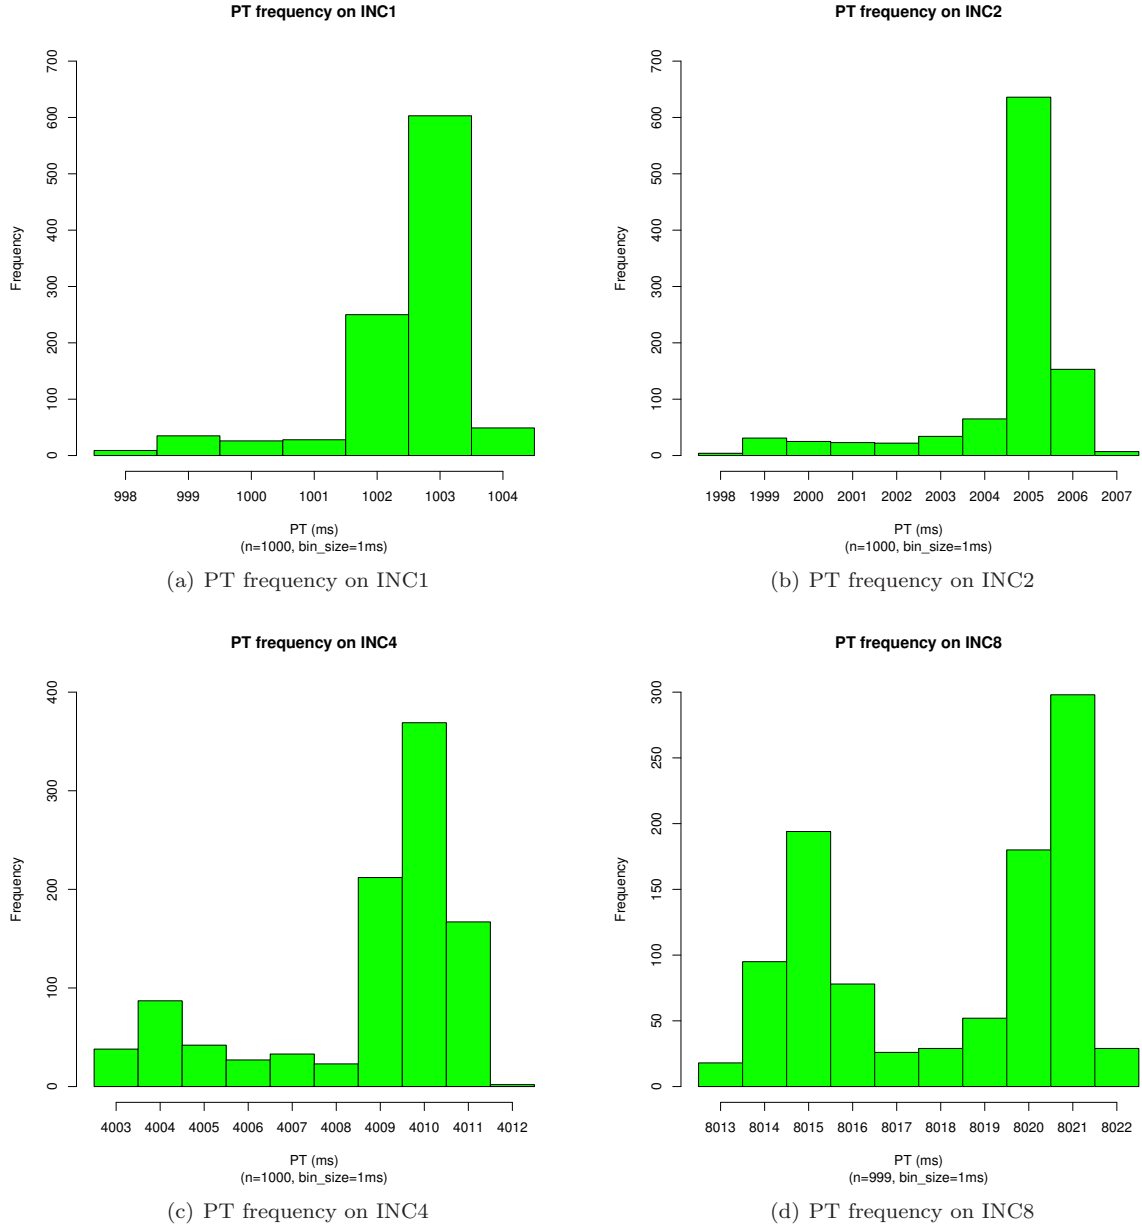 PT frequency on INC1
Frequency
0 100 200 300 400 500 600 700
998 999 1000 1001 1002 1003 1004
PT (ms)
(n=1000, bin_size=1ms)
(a) PT frequency on INC1
PT frequency on INC2
Frequency
0 100 200 300 400 500 600 700
1998 1999 2000 2001 2002 2003 2004 2005 2006 2007
PT (ms)
(n=1000, bin_size=1ms)
(b) PT frequency on INC2
PT frequency on INC4
Frequency
0 100 200 300 400
4003 4004 4005 4006 4007 4008 4009 4010 4011 4012
PT (ms)
(n=1000, bin_size=1ms)
(c) PT frequency on INC4
PT frequency on INC8
Frequency
0 50 100 150 200 250 300
8013 8014 8015 8016 8017 8018 8019 8020 8021 8022
PT (ms)
(n=999, bin_size=1ms)
(d) PT frequency on INC8